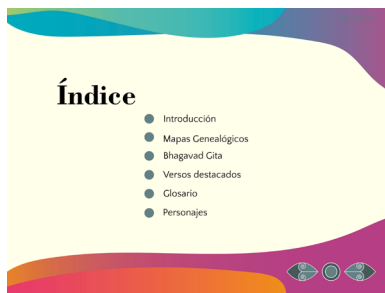 Índice
Introducción
Mapas Genealógicos
Bhagavad Gita
Versos destacados
Glosario
Personajes